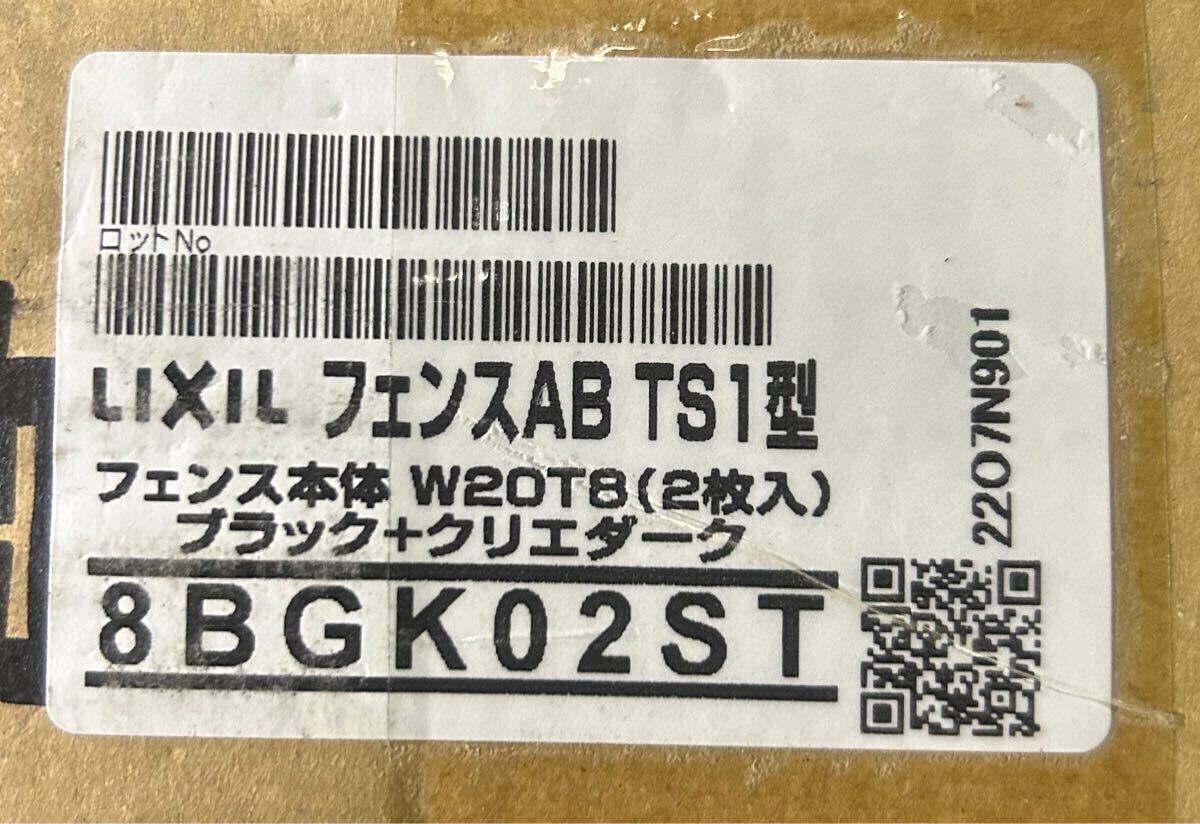 ロットNo
LIXIL フェンスAB TS1型
フェンス本体 W20T8(2枚入)
ブラック+クリエダーク
8BGK02ST
2207N901